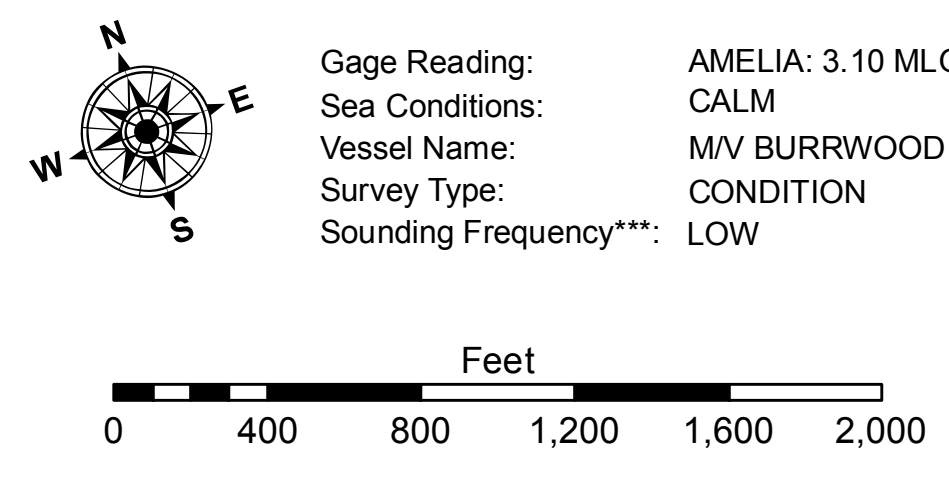 N
E
W
S
Gage Reading: AMELIA: 3.10
Sea Conditions: CALM
Vessel Name: M/V BURRWOOD
Survey Type: CONDITION
Sounding Frequency***: LOW
Feet
0 400 800 1,200 1,600 2,000